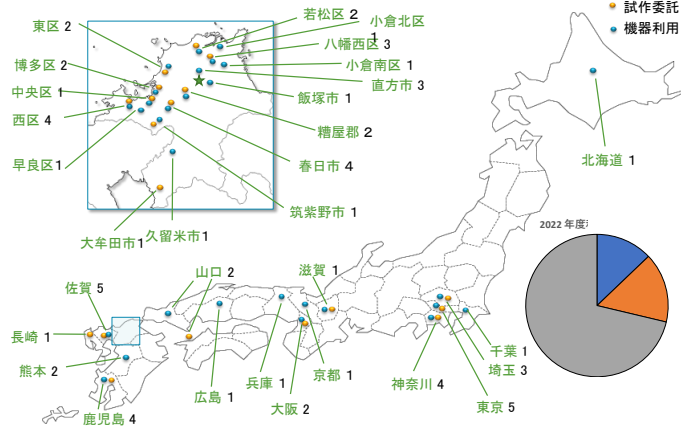 試作委託
機器利用
若松区 2
小倉北区
1
東区 2
八幡西区 3
小倉南区 1
博多区 2
直方市 3
中央区 1
飯塚市 1
西区 4
糟屋郡 2
早良区1
春日市 4
北海道 1
筑紫野市 1
大牟田市1
久留米市1
2022 年度
山口 2
滋賀 1
佐賀 5
長崎 1
千葉 1
熊本 2
埼玉 3
京都 1
神奈川 4
兵庫 1
広島 1
東京 5
大阪 2
鹿児島 4